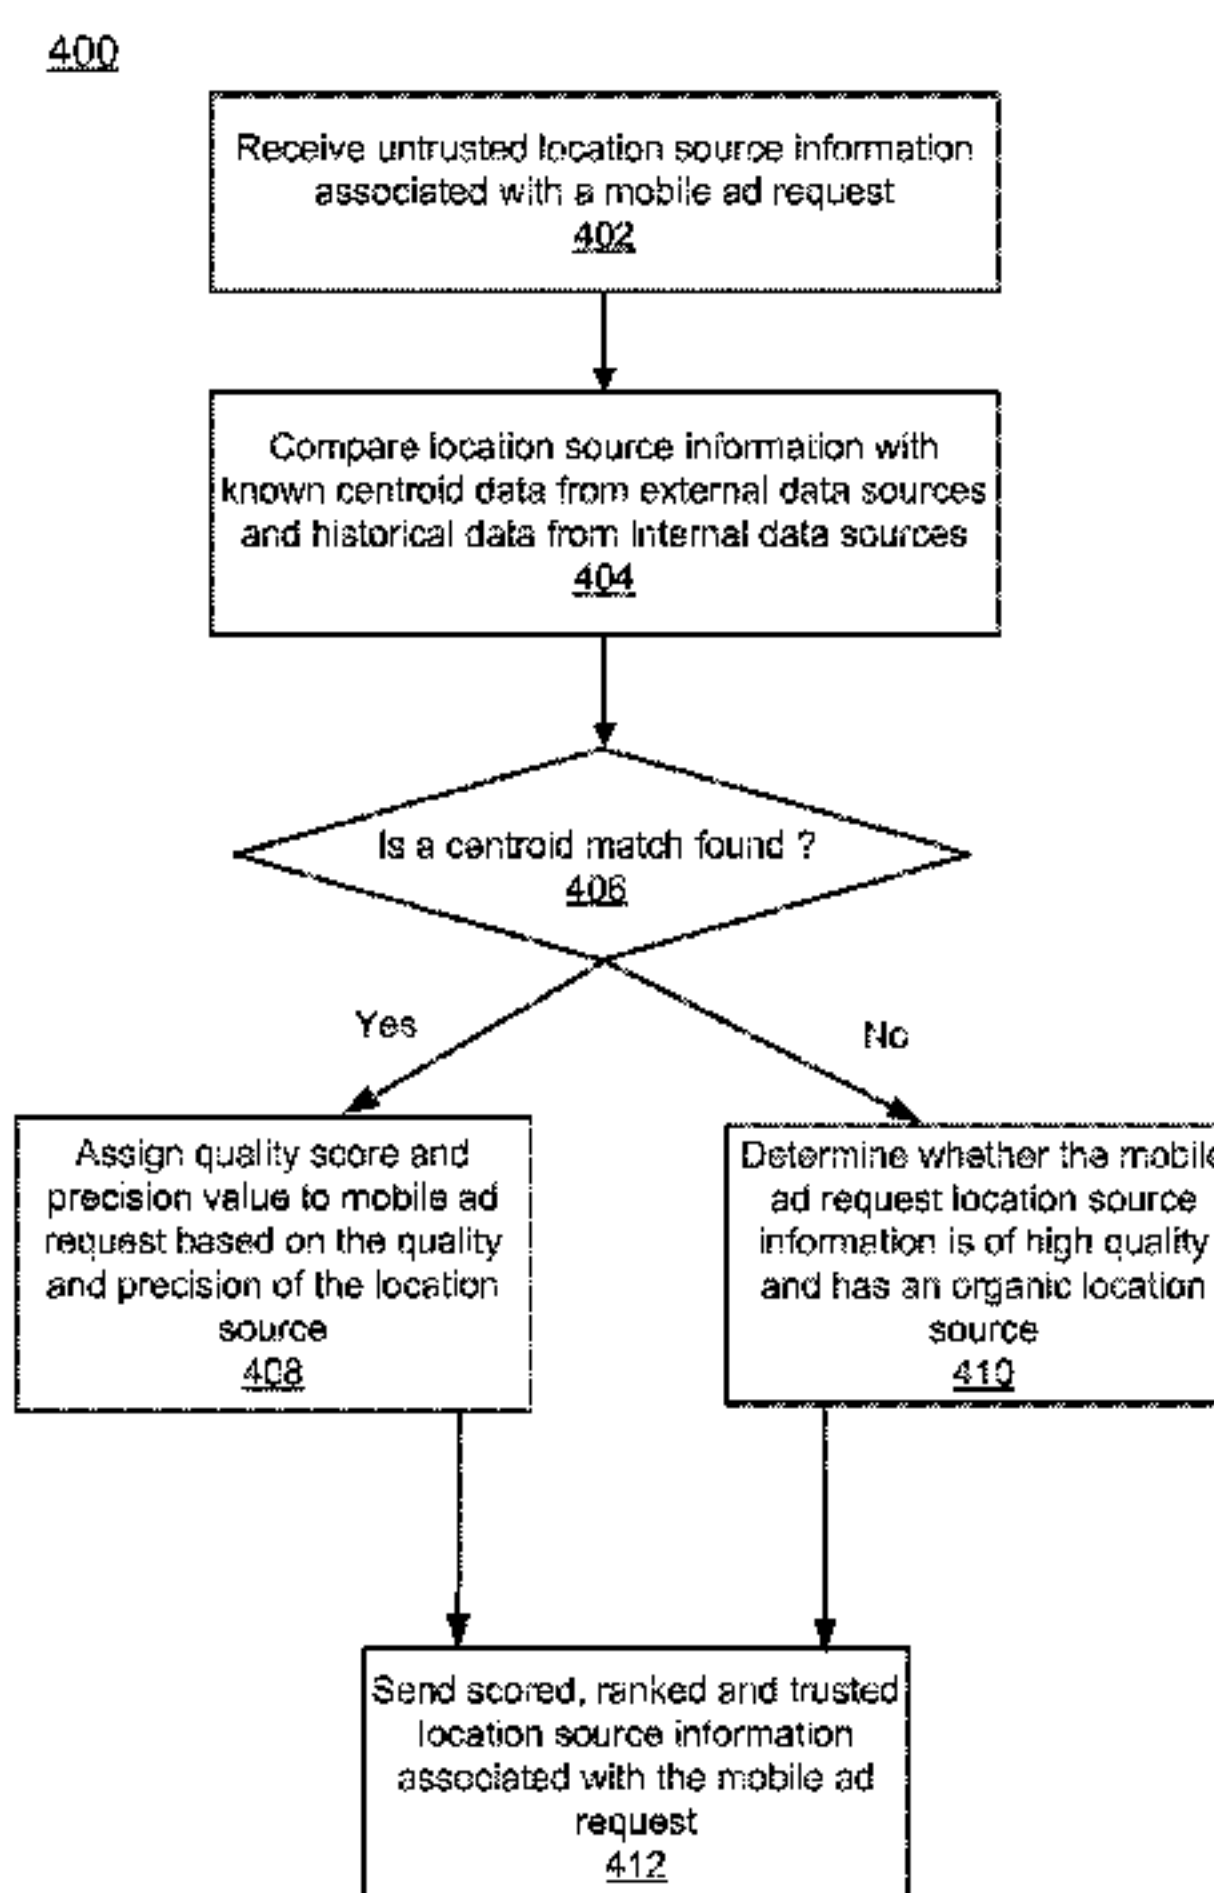 400
Receive untrusted location source information
associated with a mobile ad request
402
Compare location source information with
known centroid data from external data sources
and historical data from internal data sources
404
Is a centroid match found ?
406
Yes
No
Assign quality score and
precision value to mobile ad
request based on the quality
and precision of the location
source
408
Determine whether the mobile
ad request location source
information is of high quality
and has an organic location
source
410
Send scored, ranked and trusted
location source information
associated with the mobile ad
request
412